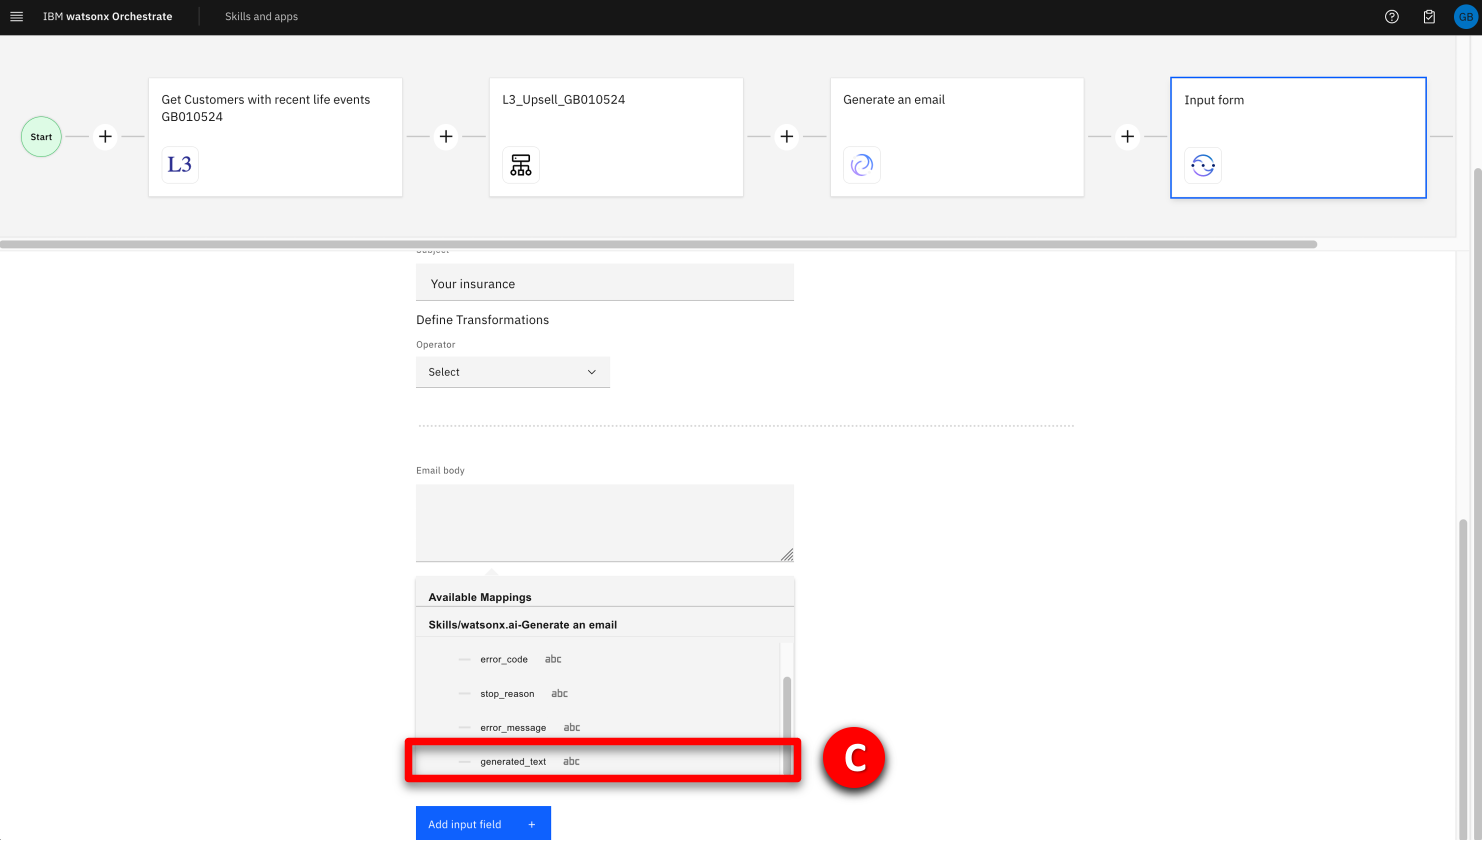 IBM watsonx Orchestrate
Skills and apps
GB
Start
Get Customers with recent life events
GB010524
L3
L3_Upsell_GB010524
Generate an email
Input form
Subject
Your insurance
Define Transformations
Operator
Select
Email body
Available Mappings
Skills/watsonx.ai-Generate an email
error_code abc
stop_reason abc
error_message abc
generated_text abc
C
Add input field +